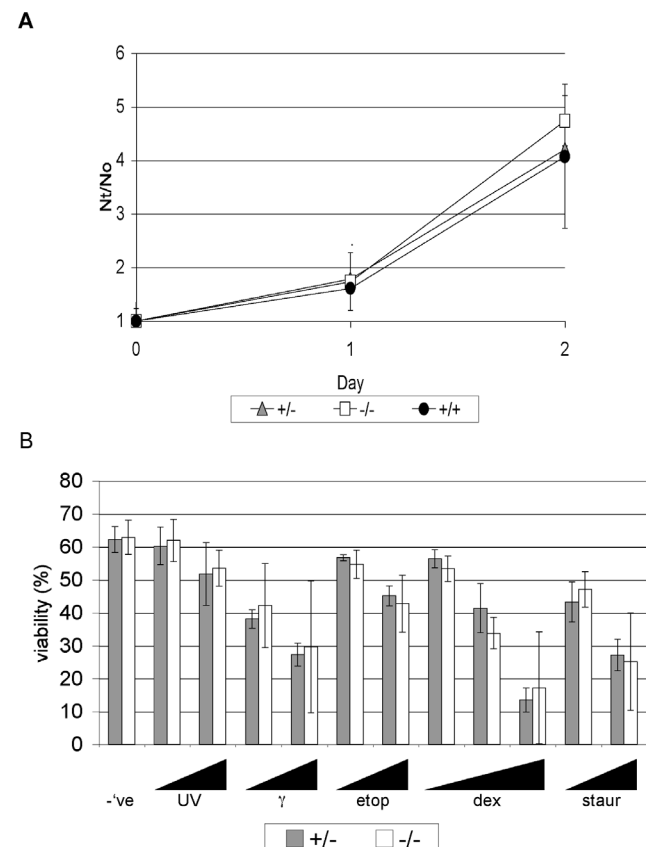 A
6
5
4
3
2
1
Nt/No
0 1 2
Day
+/- -/- +/+
B
80
70
60
50
40
30
20
10
0
viability (%)
-'ve UV γ etop dex staur
+/- -/-